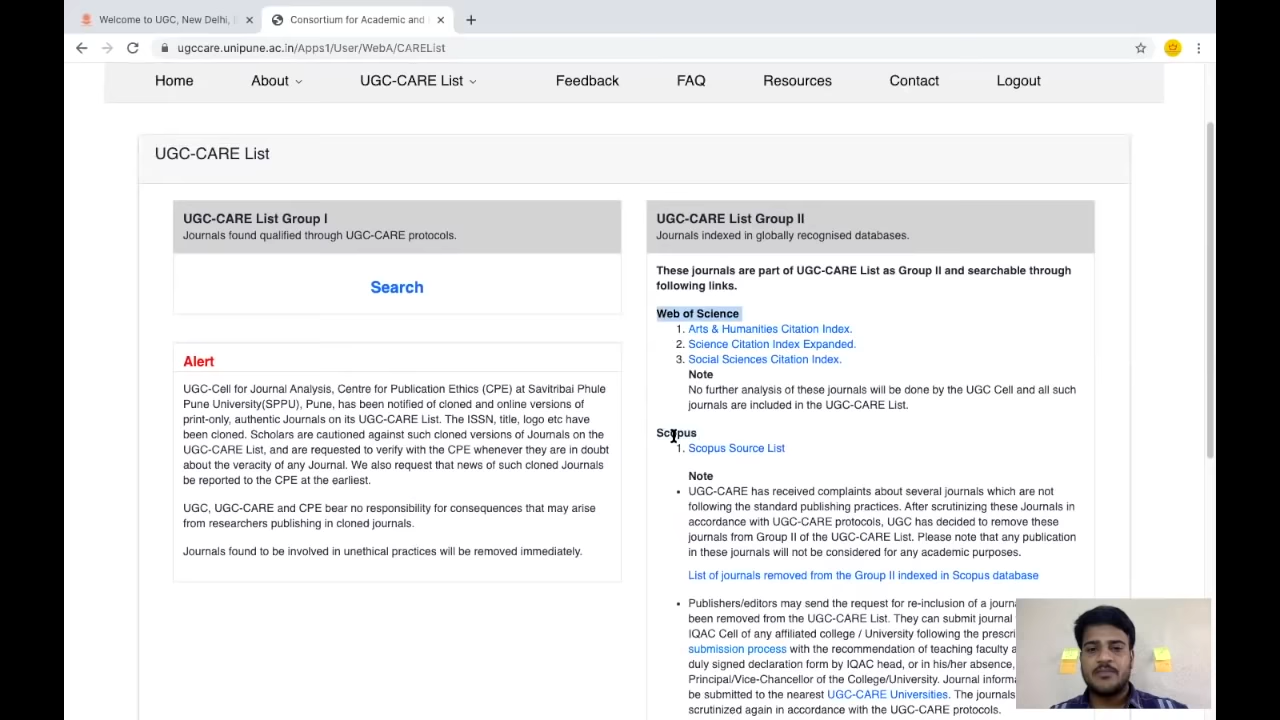 Welcome to UGC, New Delhi,
Consortium for Academic and
ugccare.unipune.ac.in/Apps1/User/WebA/CAREList
Home About UGC-CARE List Feedback FAQ Resources Contact Logout
UGC-CARE List
UGC-CARE List Group I
Journals found qualified through UGC-CARE protocols.
Search
Alert
UGC-Cell for Journal Analysis, Centre for Publication Ethics (CPE) at Savitribai Phule
Pune University(SPPU), Pune, has been notified of cloned and online versions of
print-only, authentic Journals on its UGC-CARE List. The ISSN, title, logo etc have
been cloned. Scholars are cautioned against such cloned versions of Journals on the
UGC-CARE List, and are requested to verify with the CPE whenever they are in doubt
about the veracity of any Journal. We also request that news of such cloned Journals
be reported to the CPE at the earliest.
UGC, UGC-CARE and CPE bear no responsibility for consequences that may arise
from researchers publishing in cloned journals.
Journals found to be involved in unethical practices will be removed immediately.
UGC-CARE List Group II
Journals indexed in globally recognised databases.
These journals are part of UGC-CARE List as Group II and searchable through
following links.
Web of Science
1. Arts & Humanities Citation Index.
2. Science Citation Index Expanded.
3. Social Sciences Citation Index.
Note
No further analysis of these journals will be done by the UGC Cell and all such
journals are included in the UGC-CARE List.
Scopus
1. Scopus Source List
Note
• UGC-CARE has received complaints about several journals which are not
following the standard publishing practices. After scrutinizing these Journals in
accordance with UGC-CARE protocols, UGC has decided to remove these
journals from Group II of the UGC-CARE List. Please note that any publication
in these journals will not be considered for any academic purposes.
List of journals removed from the Group II indexed in Scopus database
• Publishers/editors may send the request for re-inclusion of a
been removed from the UGC-CARE List. They can submit journal
IQAC Cell of any affiliated college / University following the
submission process with the recommendation of teaching faculty
duly signed declaration form by IQAC head, or in his/her absence,
Principal/Vice-Chancellor of the College/University. Journal
be submitted to the nearest UGC-CARE Universities. The journals
scrutinized again in accordance with the UGC-CARE protocols.